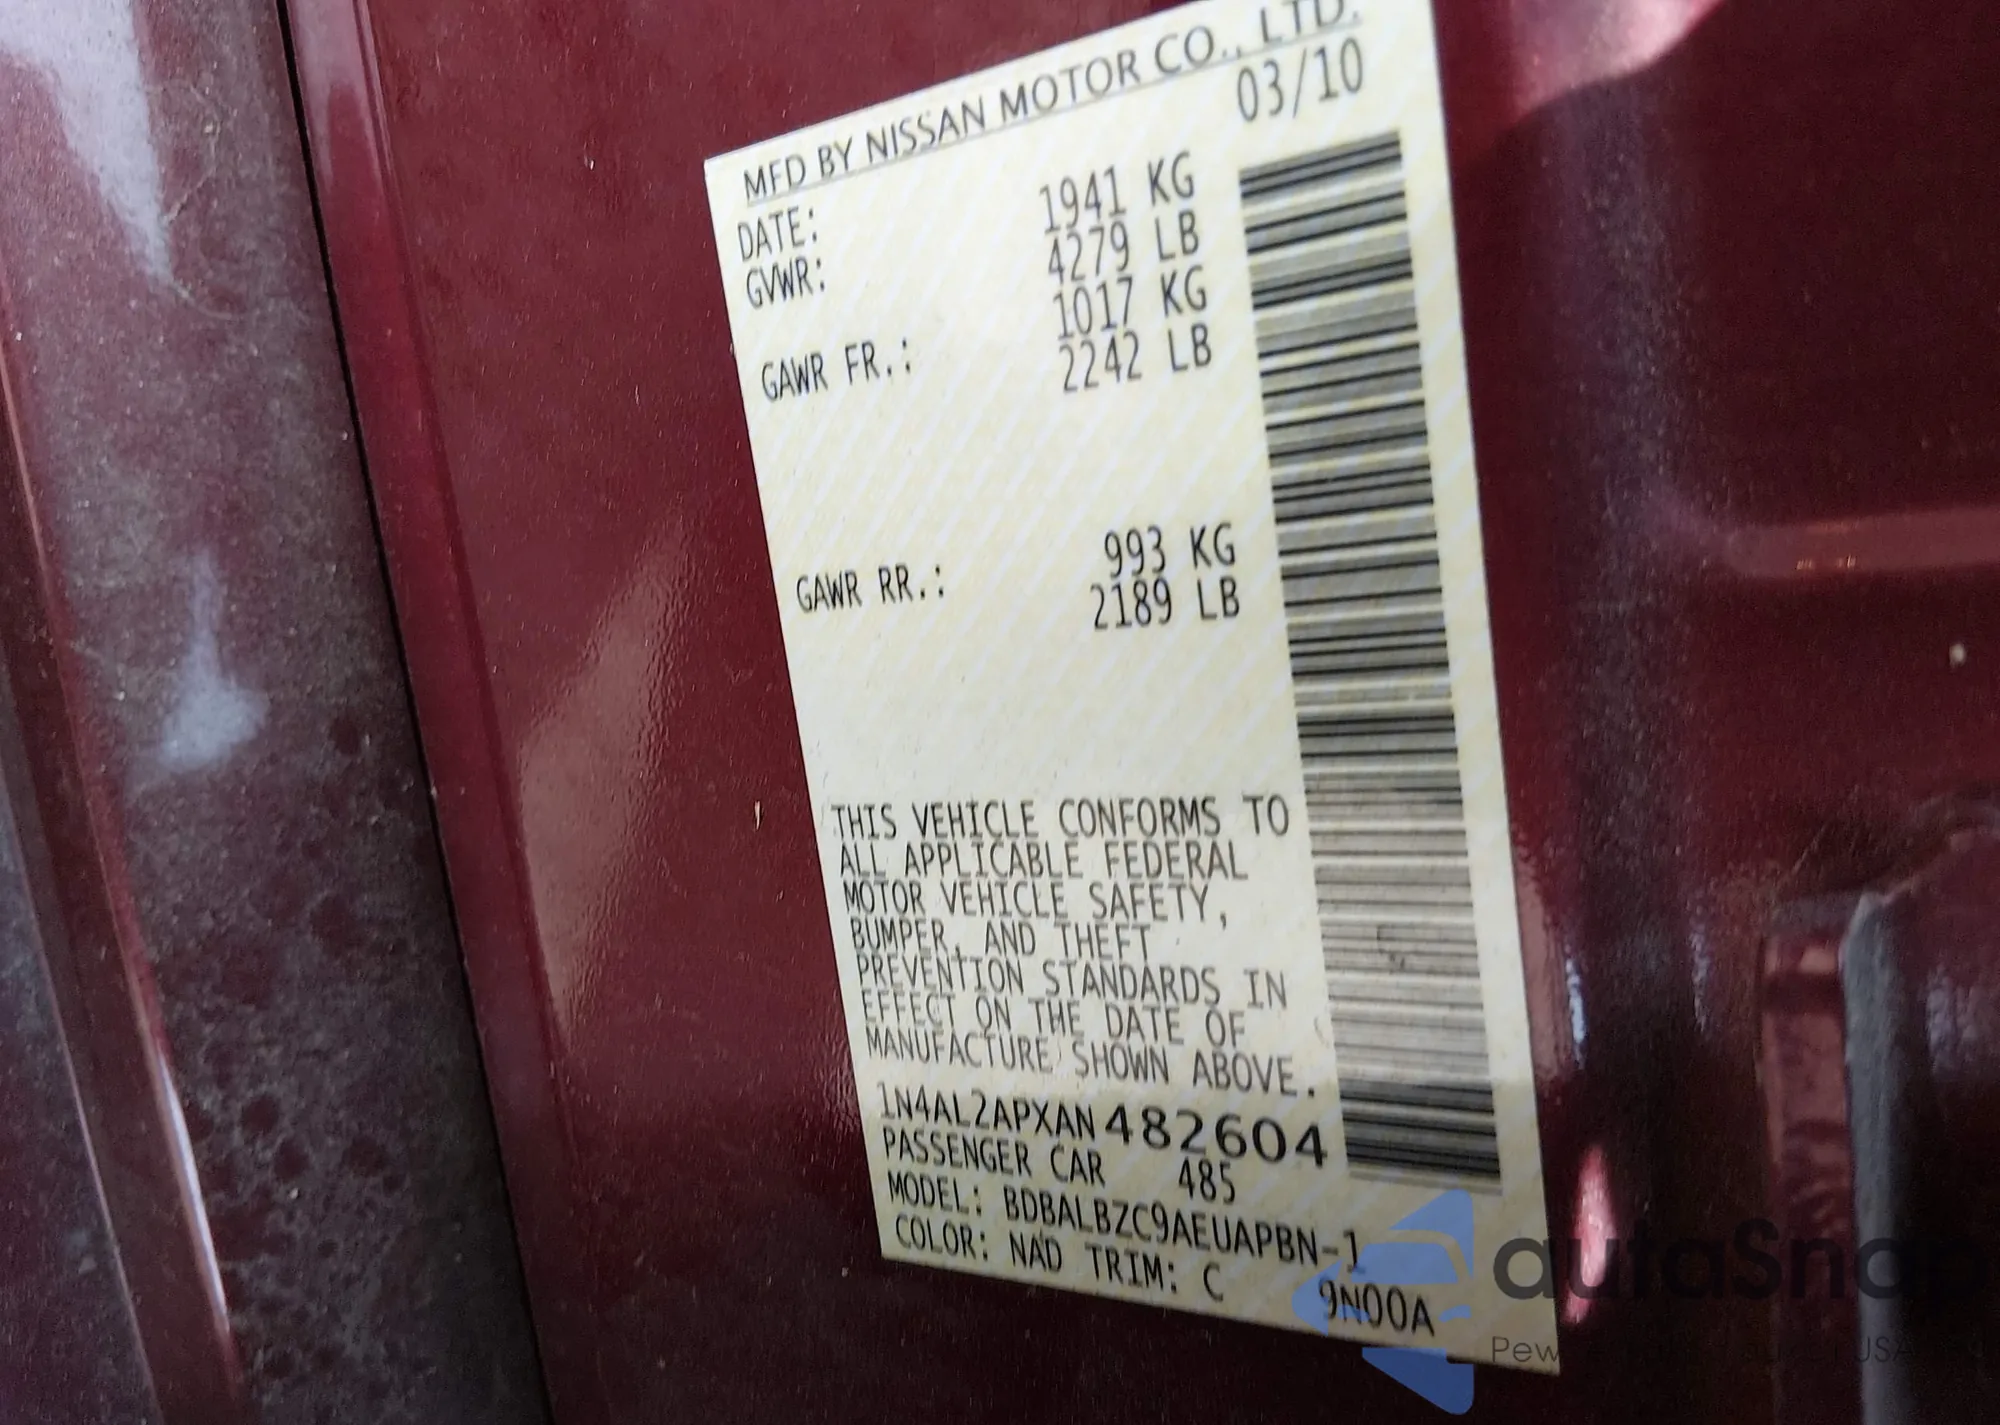 MFD BY NISSAN MOTOR CO., LTD.
DATE: 03/10
GVWR: 1941 KG
4279 LB
GAWR FR.: 1017 KG
2242 LB
GAWR RR.: 993 KG
2189 LB
THIS VEHICLE CONFORMS TO
ALL APPLICABLE FEDERAL
MOTOR VEHICLE SAFETY,
BUMPER, AND THEFT
PREVENTION STANDARDS IN
EFFECT ON THE DATE OF
MANUFACTURE SHOWN ABOVE.
1N4AL2APXAN482604
PASSENGER CAR 485
MODEL: BDBALBZC9AEUAPBN-1
COLOR: NAD TRIM: C 9N00A